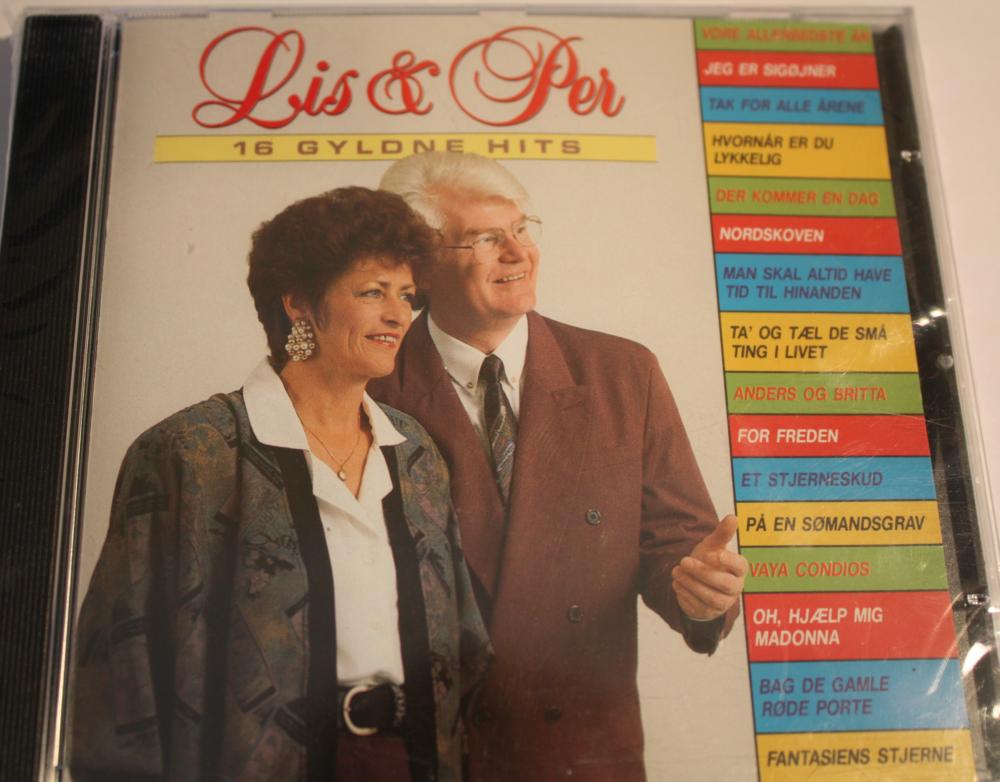 Lis & Per
16 GYLDNE HITS
VORE ALLERBEDSTE ÅR
JEG ER SIGØJNER
TAK FOR ALLE ÅRENE
HVORNÅR ER DU
LYKKELIG
DER KOMMER EN DAG
NORDSKOVEN
MAN SKAL ALTID HAVE
TID TIL HINANDEN
TA' OG TÆL DE SMÅ
TING I LIVET
ANDERS OG BRITTA
FOR FREDEN
ET STJERNESKUD
PÅ EN SØMANDSGRAV
VAYA CONDIOS
OH, HJÆLP MIG
MADONNA
BAG DE GAMLE
RØDE PORTE
FANTASIENS STJERNE